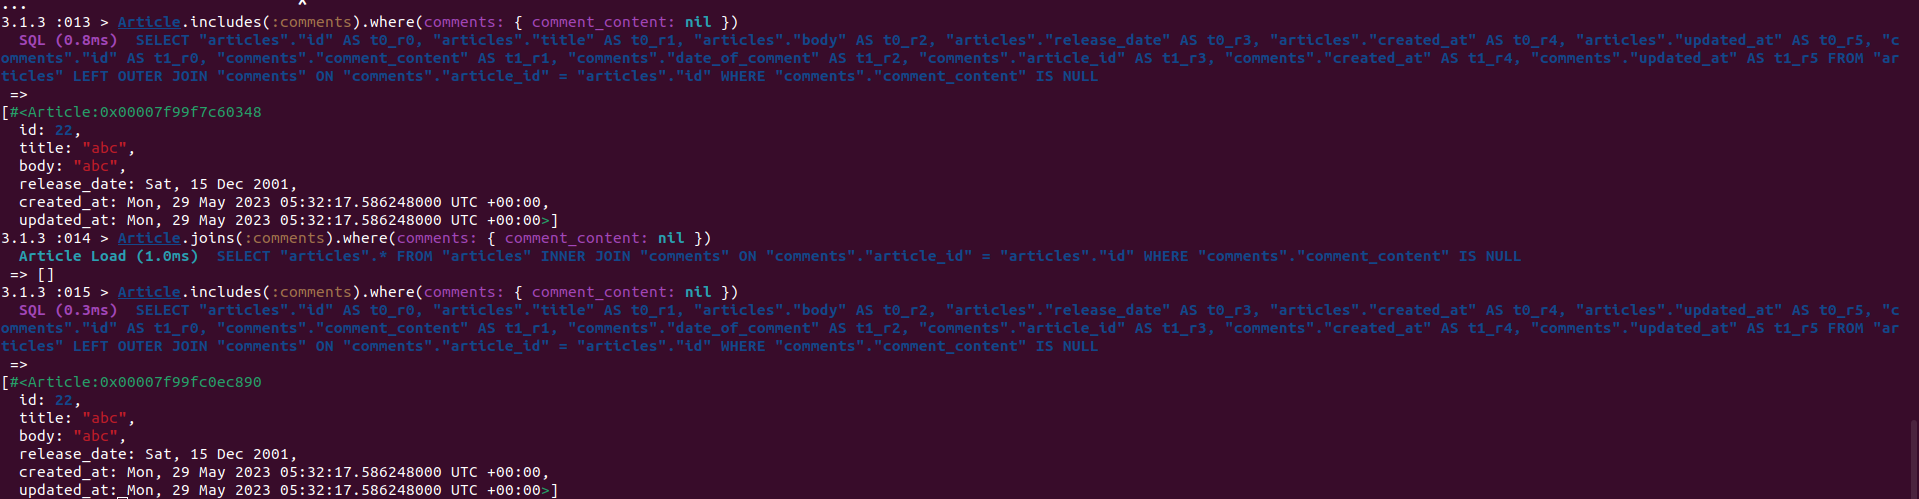 ...
3.1.3 :013 > Article.includes(:comments).where(comments: { comment_content: nil })
  SQL (0.8ms)  SELECT "articles"."id" AS t0_r0, "articles"."title" AS t0_r1, "articles"."body" AS t0_r2, "articles"."release_date" AS t0_r3, "articles"."created_at" AS t0_r4, "articles"."updated_at" AS t0_r5, "c
omments"."id" AS t1_r0, "comments"."comment_content" AS t1_r1, "comments"."date_of_comment" AS t1_r2, "comments"."article_id" AS t1_r3, "comments"."created_at" AS t1_r4, "comments"."updated_at" AS t1_r5 FROM "ar
ticles" LEFT OUTER JOIN "comments" ON "comments"."article_id" = "articles"."id" WHERE "comments"."comment_content" IS NULL
 =>
[#<Article:0x00007f99f7c60348
  id: 22,
  title: "abc",
  body: "abc",
  release_date: Sat, 15 Dec 2001,
  created_at: Mon, 29 May 2023 05:32:17.586248000 UTC +00:00,
  updated_at: Mon, 29 May 2023 05:32:17.586248000 UTC +00:00>]
3.1.3 :014 > Article.joins(:comments).where(comments: { comment_content: nil })
  Article Load (1.0ms)  SELECT "articles".* FROM "articles" INNER JOIN "comments" ON "comments"."article_id" = "articles"."id" WHERE "comments"."comment_content" IS NULL
 => []
3.1.3 :015 > Article.includes(:comments).where(comments: { comment_content: nil })
  SQL (0.3ms)  SELECT "articles"."id" AS t0_r0, "articles"."title" AS t0_r1, "articles"."body" AS t0_r2, "articles"."release_date" AS t0_r3, "articles"."created_at" AS t0_r4, "articles"."updated_at" AS t0_r5, "c
omments"."id" AS t1_r0, "comments"."comment_content" AS t1_r1, "comments"."date_of_comment" AS t1_r2, "comments"."article_id" AS t1_r3, "comments"."created_at" AS t1_r4, "comments"."updated_at" AS t1_r5 FROM "ar
ticles" LEFT OUTER JOIN "comments" ON "comments"."article_id" = "articles"."id" WHERE "comments"."comment_content" IS NULL
 =>
[#<Article:0x00007f99fc0ec890
  id: 22,
  title: "abc",
  body: "abc",
  release_date: Sat, 15 Dec 2001,
  created_at: Mon, 29 May 2023 05:32:17.586248000 UTC +00:00,
  updated_at: Mon, 29 May 2023 05:32:17.586248000 UTC +00:00>]